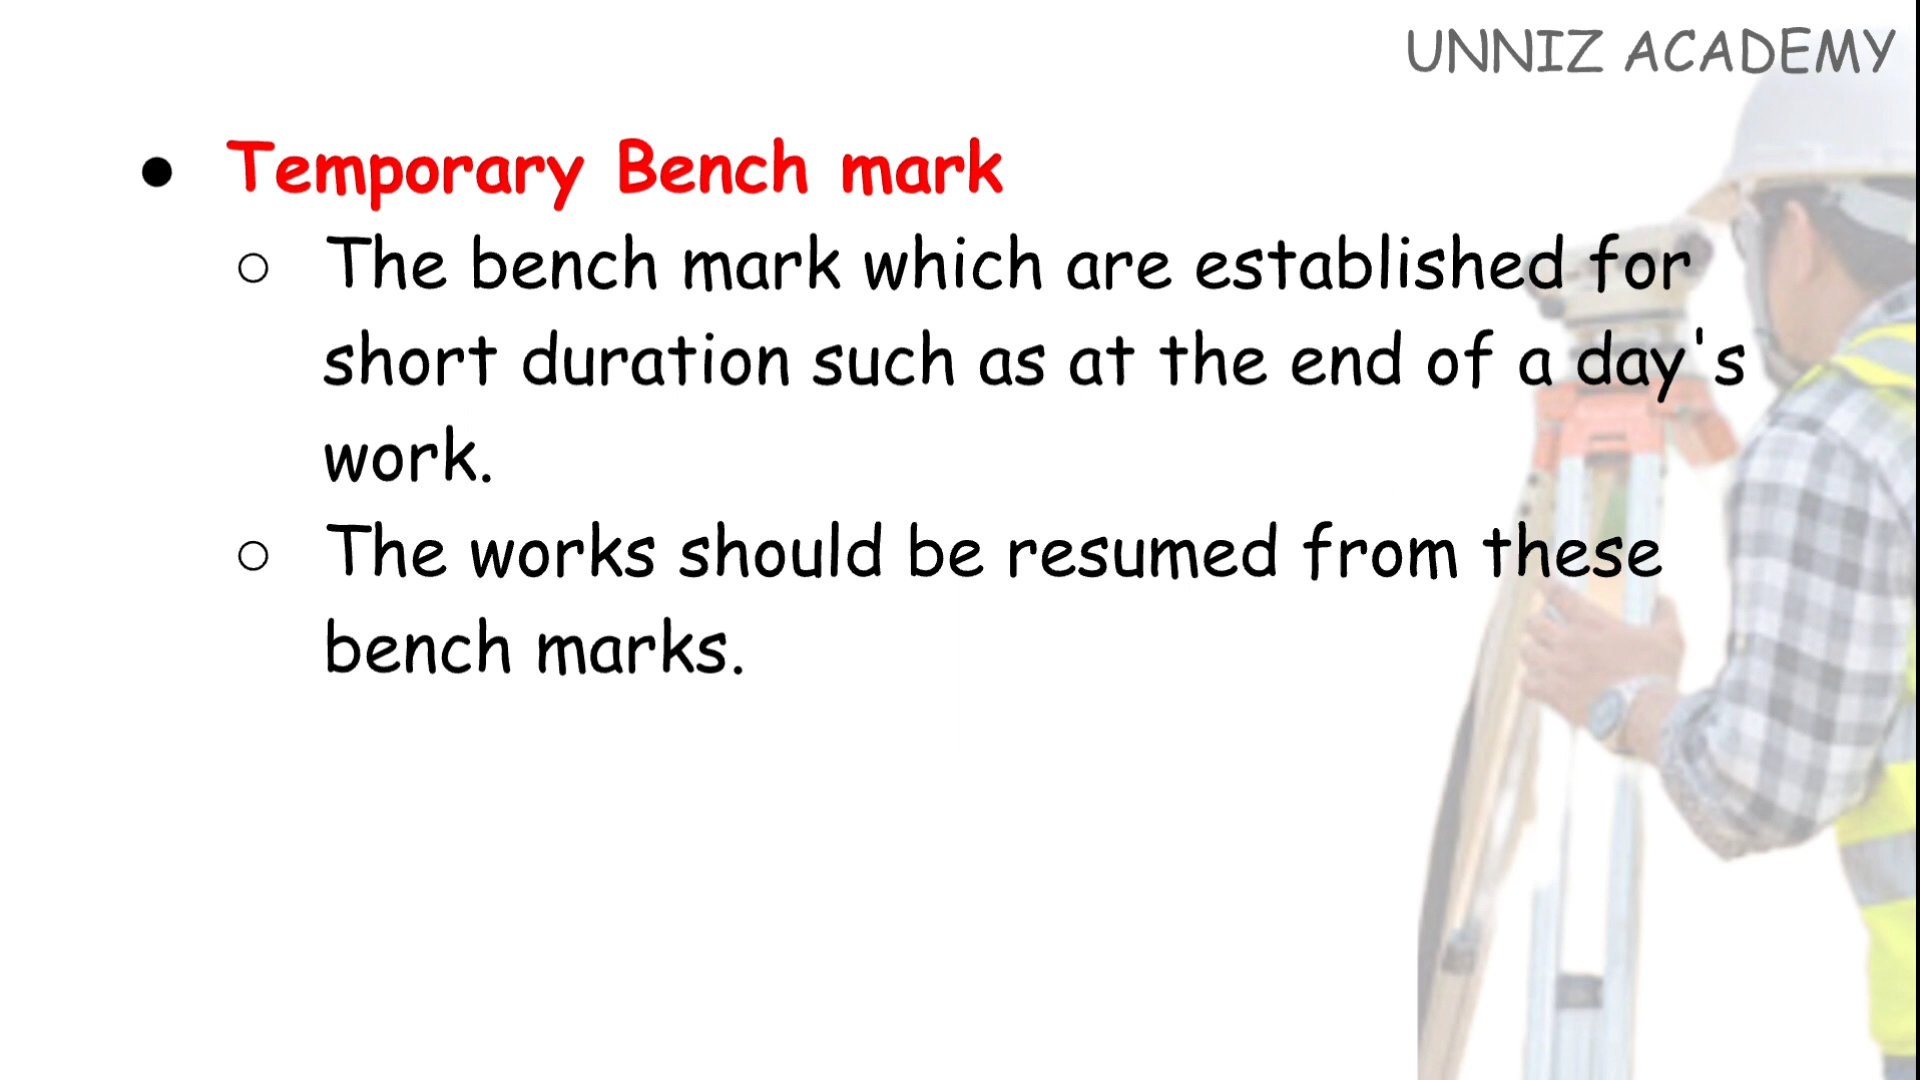 UNNIZ ACADEMY
● Temporary Bench mark
○ The bench mark which are established for
short duration such as at the end of a day's
work.
○ The works should be resumed from these
bench marks.